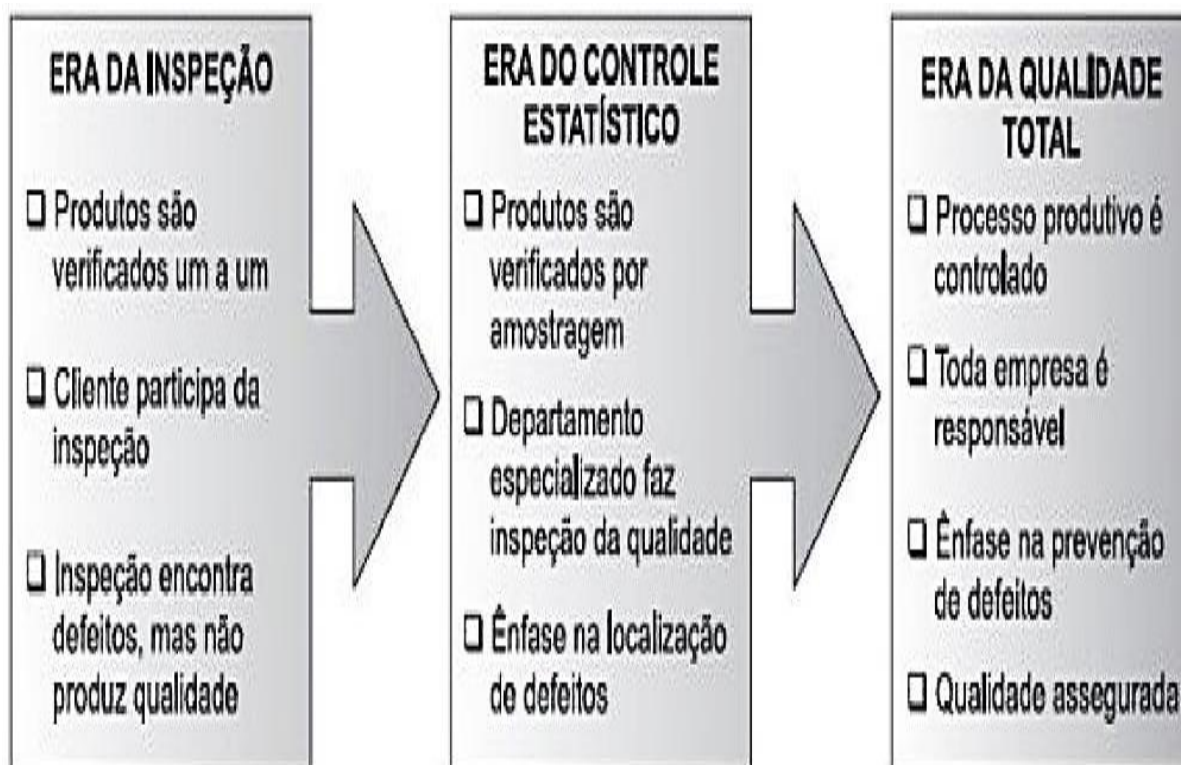 ERA DA INSPEÇÃO
❑ Produtos são
verificados um a um
❑ Cliente participa da
inspeção
❑ Inspeção encontra
defeitos, mas não
produz qualidade
ERA DO CONTROLE
ESTATÍSTICO
❑ Produtos são
verificados por
amostragem
❑ Departamento
especializado faz
inspeção da qualidade
❑ Ênfase na localização
de defeitos
ERA DA QUALIDADE
TOTAL
❑ Processo produtivo é
controlado
❑ Toda empresa é
responsável
❑ Ênfase na prevenção
de defeitos
❑ Qualidade assegurada